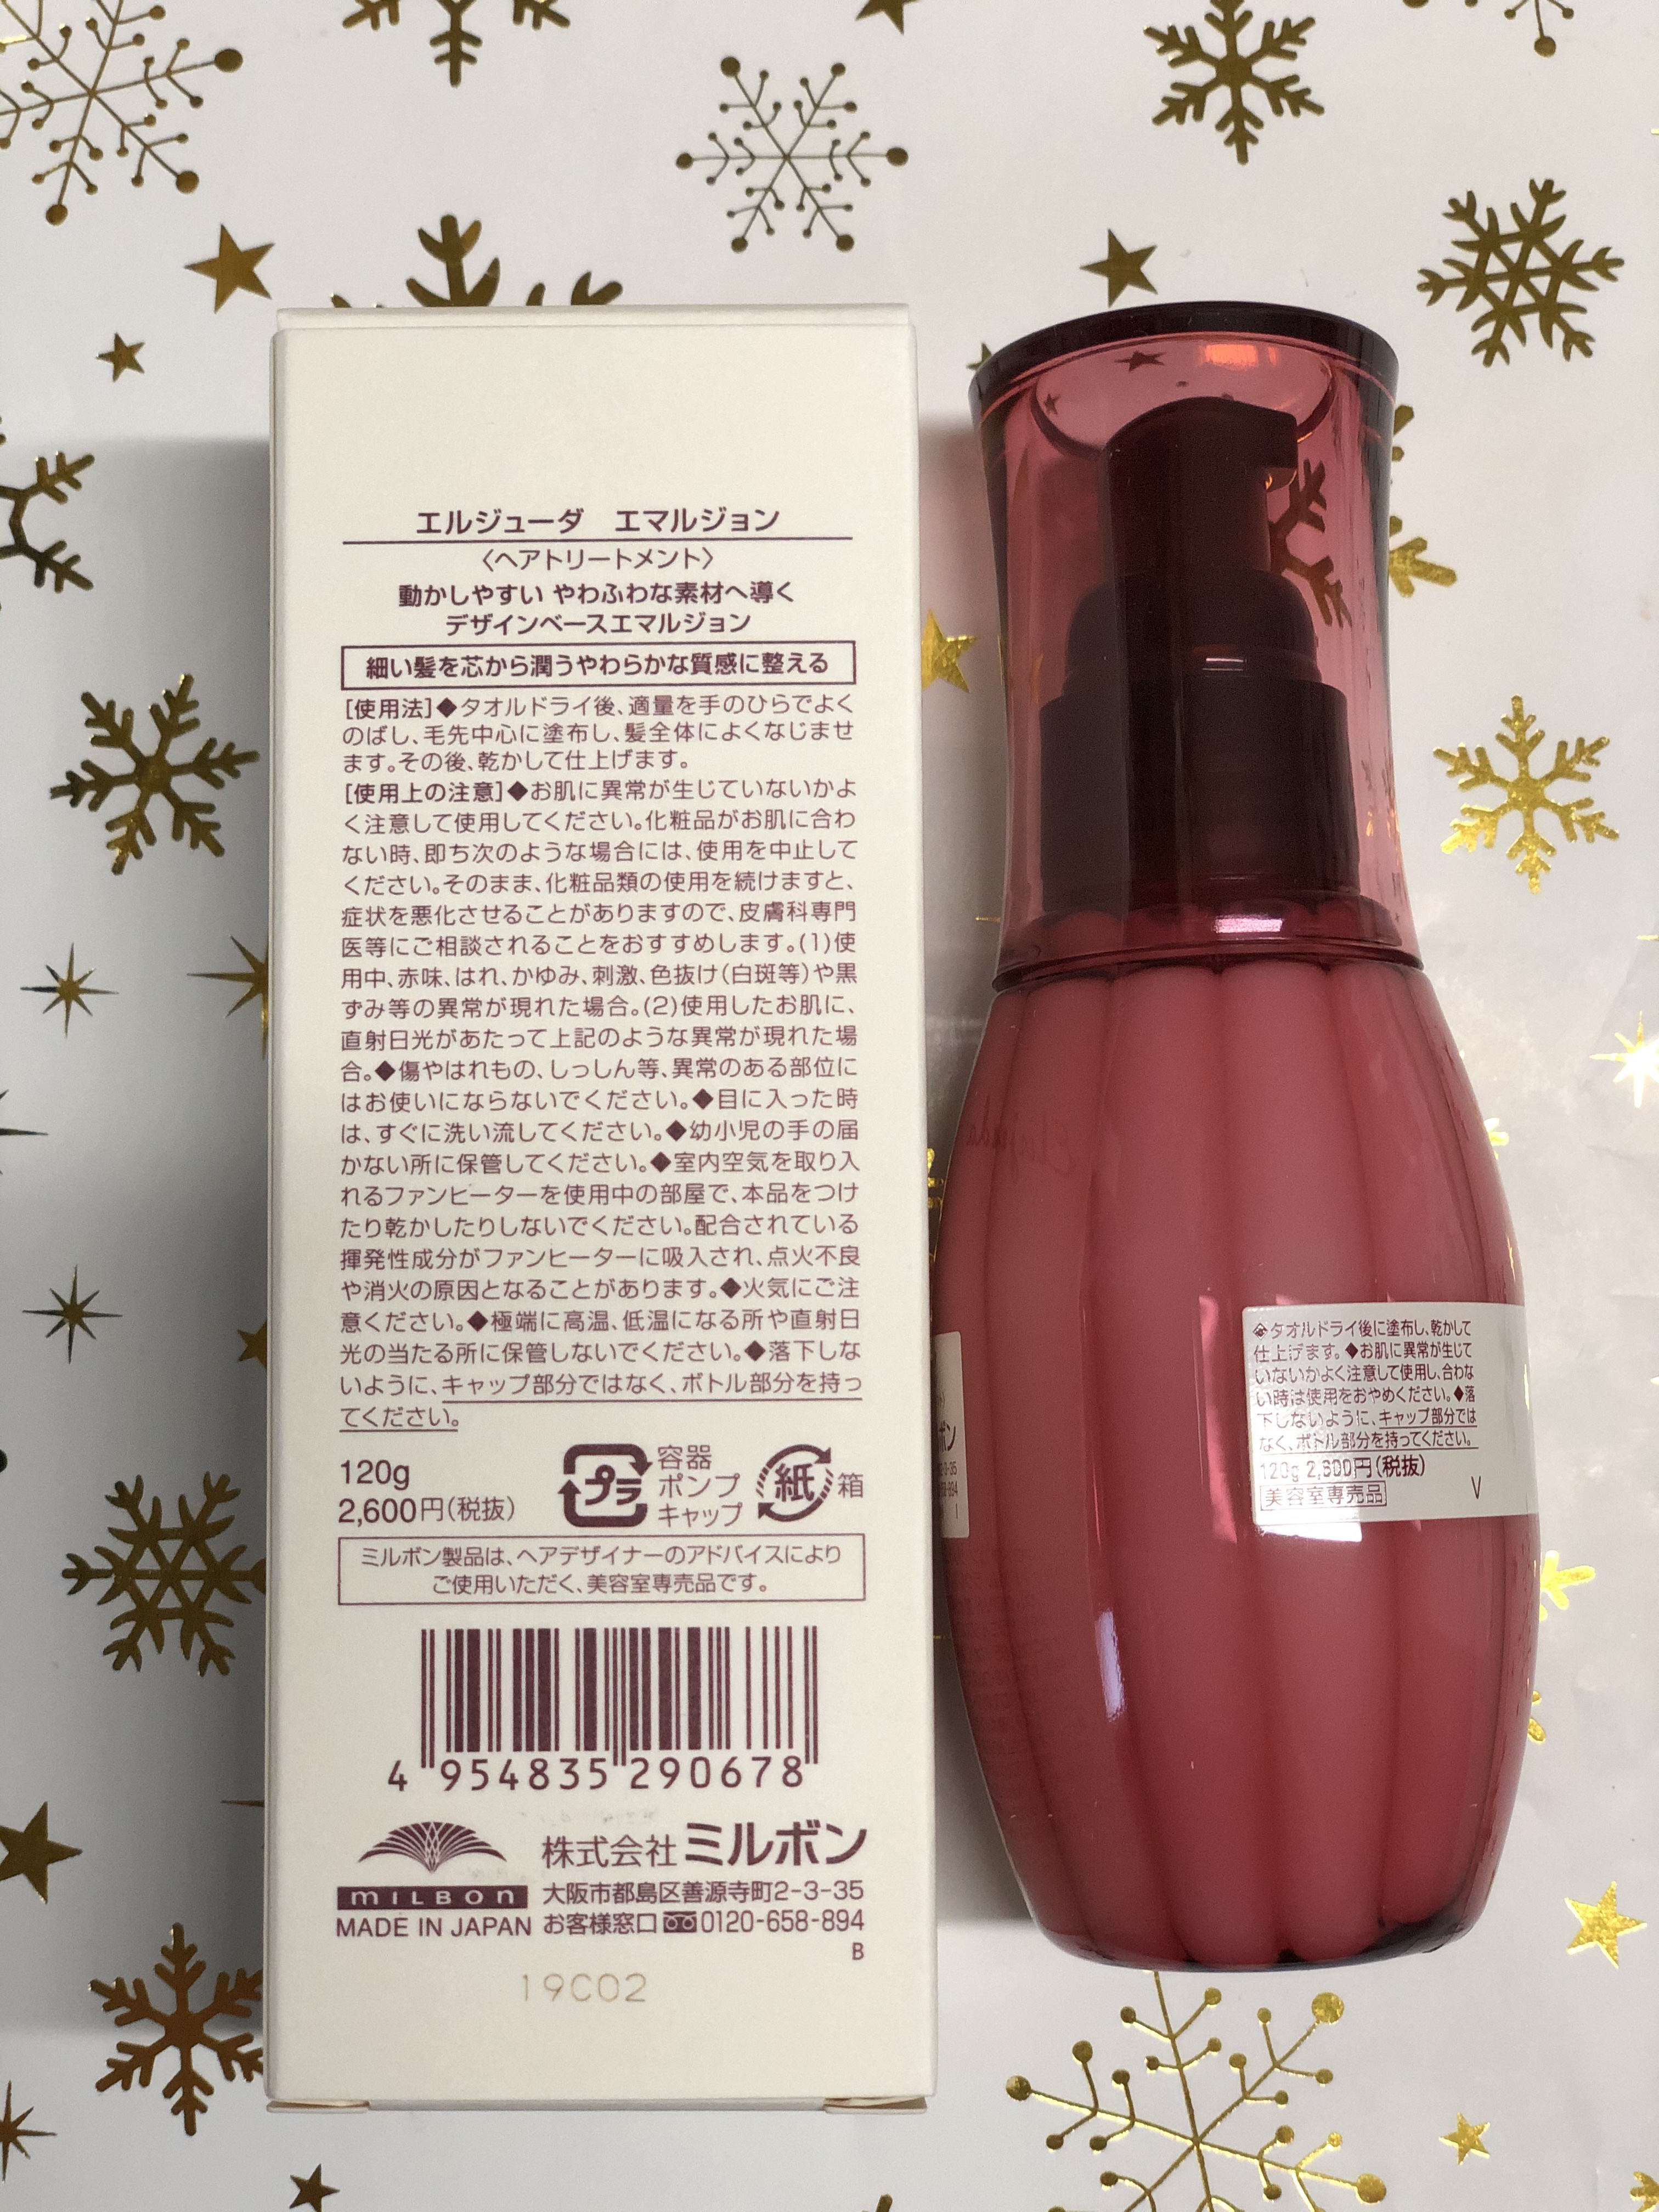 エルジューダ　エマルジョン
〈ヘアトリートメント〉
動かしやすい やわふわな素材へ導く
デザインベースエマルジョン
細い髪を芯から潤うやわらかな質感に整える
[使用法]◆タオルドライ後、適量を手のひらでよく
のばし、毛先中心に塗布し、髪全体によくなじませ
ます。その後、乾かして仕上げます。
[使用上の注意]◆お肌に異常が生じていないかよ
く注意して使用してください。化粧品がお肌に合わ
ない時、即ち次のような場合には、使用を中止して
ください。そのまま、化粧品類の使用を続けますと、
症状を悪化させることがありますので、皮膚科専門
医等にご相談されることをおすすめします。(1)使
用中、赤味、はれ、かゆみ、刺激、色抜け(白斑等)や黒
ずみ等の異常が現れた場合。(2)使用したお肌に、
直射日光があたって上記のような異常が現れた場
合。◆傷やはれもの、しっしん等、異常のある部位に
はお使いにならないでください。◆目に入った時
は、すぐに洗い流してください。◆幼小児の手の届
かない所に保管してください。◆室内空気を取り入
れるファンヒーターを使用中の部屋で、本品をつけ
たり乾かしたりしないでください。配合されている
揮発性成分がファンヒーターに吸入され、点火不良
や消火の原因となることがあります。◆火気にご注
意ください。◆極端に高温、低温になる所や直射日
光の当たる所に保管しないでください。◆落下しな
いように、キャップ部分ではなく、ボトル部分を持っ
てください。
120g
2,600円(税抜)
プラ
容器
ポンプ
キャップ
紙
箱
ミルボン製品は、ヘアデザイナーのアドバイスにより
ご使用いただく、美容室専売品です。
4 954835 290678
株式会社ミルボン
MILBON
大阪市都島区善源寺町2-3-35
MADE IN JAPAN
お客様窓口 0120-658-894
B
19C02
◆タオルドライ後に塗布し、乾かして
仕上げます。◆お肌に異常が生じて
いないかよく注意して使用し、合わな
い時は使用をおやめください。◆落
下しないように、キャップ部分では
なく、ボトル部分を持ってください。
120g 2,600円(税抜)
美容室専売品
V